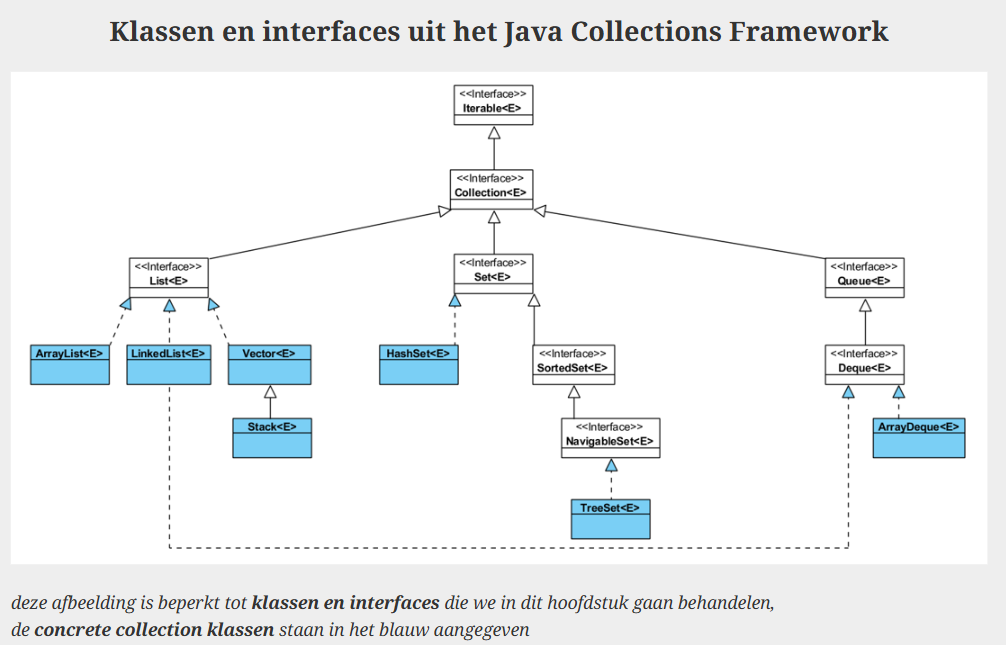 Klassen en interfaces uit het Java Collections Framework
<<Interface>>
Iterable<E>
<<Interface>>
Collection<E>
<<Interface>>
List<E>
<<Interface>>
Set<E>
<<Interface>>
Queue<E>
ArrayList<E>
LinkedList<E>
Vector<E>
HashSet<E>
<<Interface>>
SortedSet<E>
<<Interface>>
Deque<E>
Stack<E>
<<Interface>>
NavigableSet<E>
ArrayDeque<E>
TreeSet<E>
deze afbeelding is beperkt tot klassen en interfaces die we in dit hoofdstuk gaan behandelen,
de concrete collection klassen staan in het blauw aangegeven